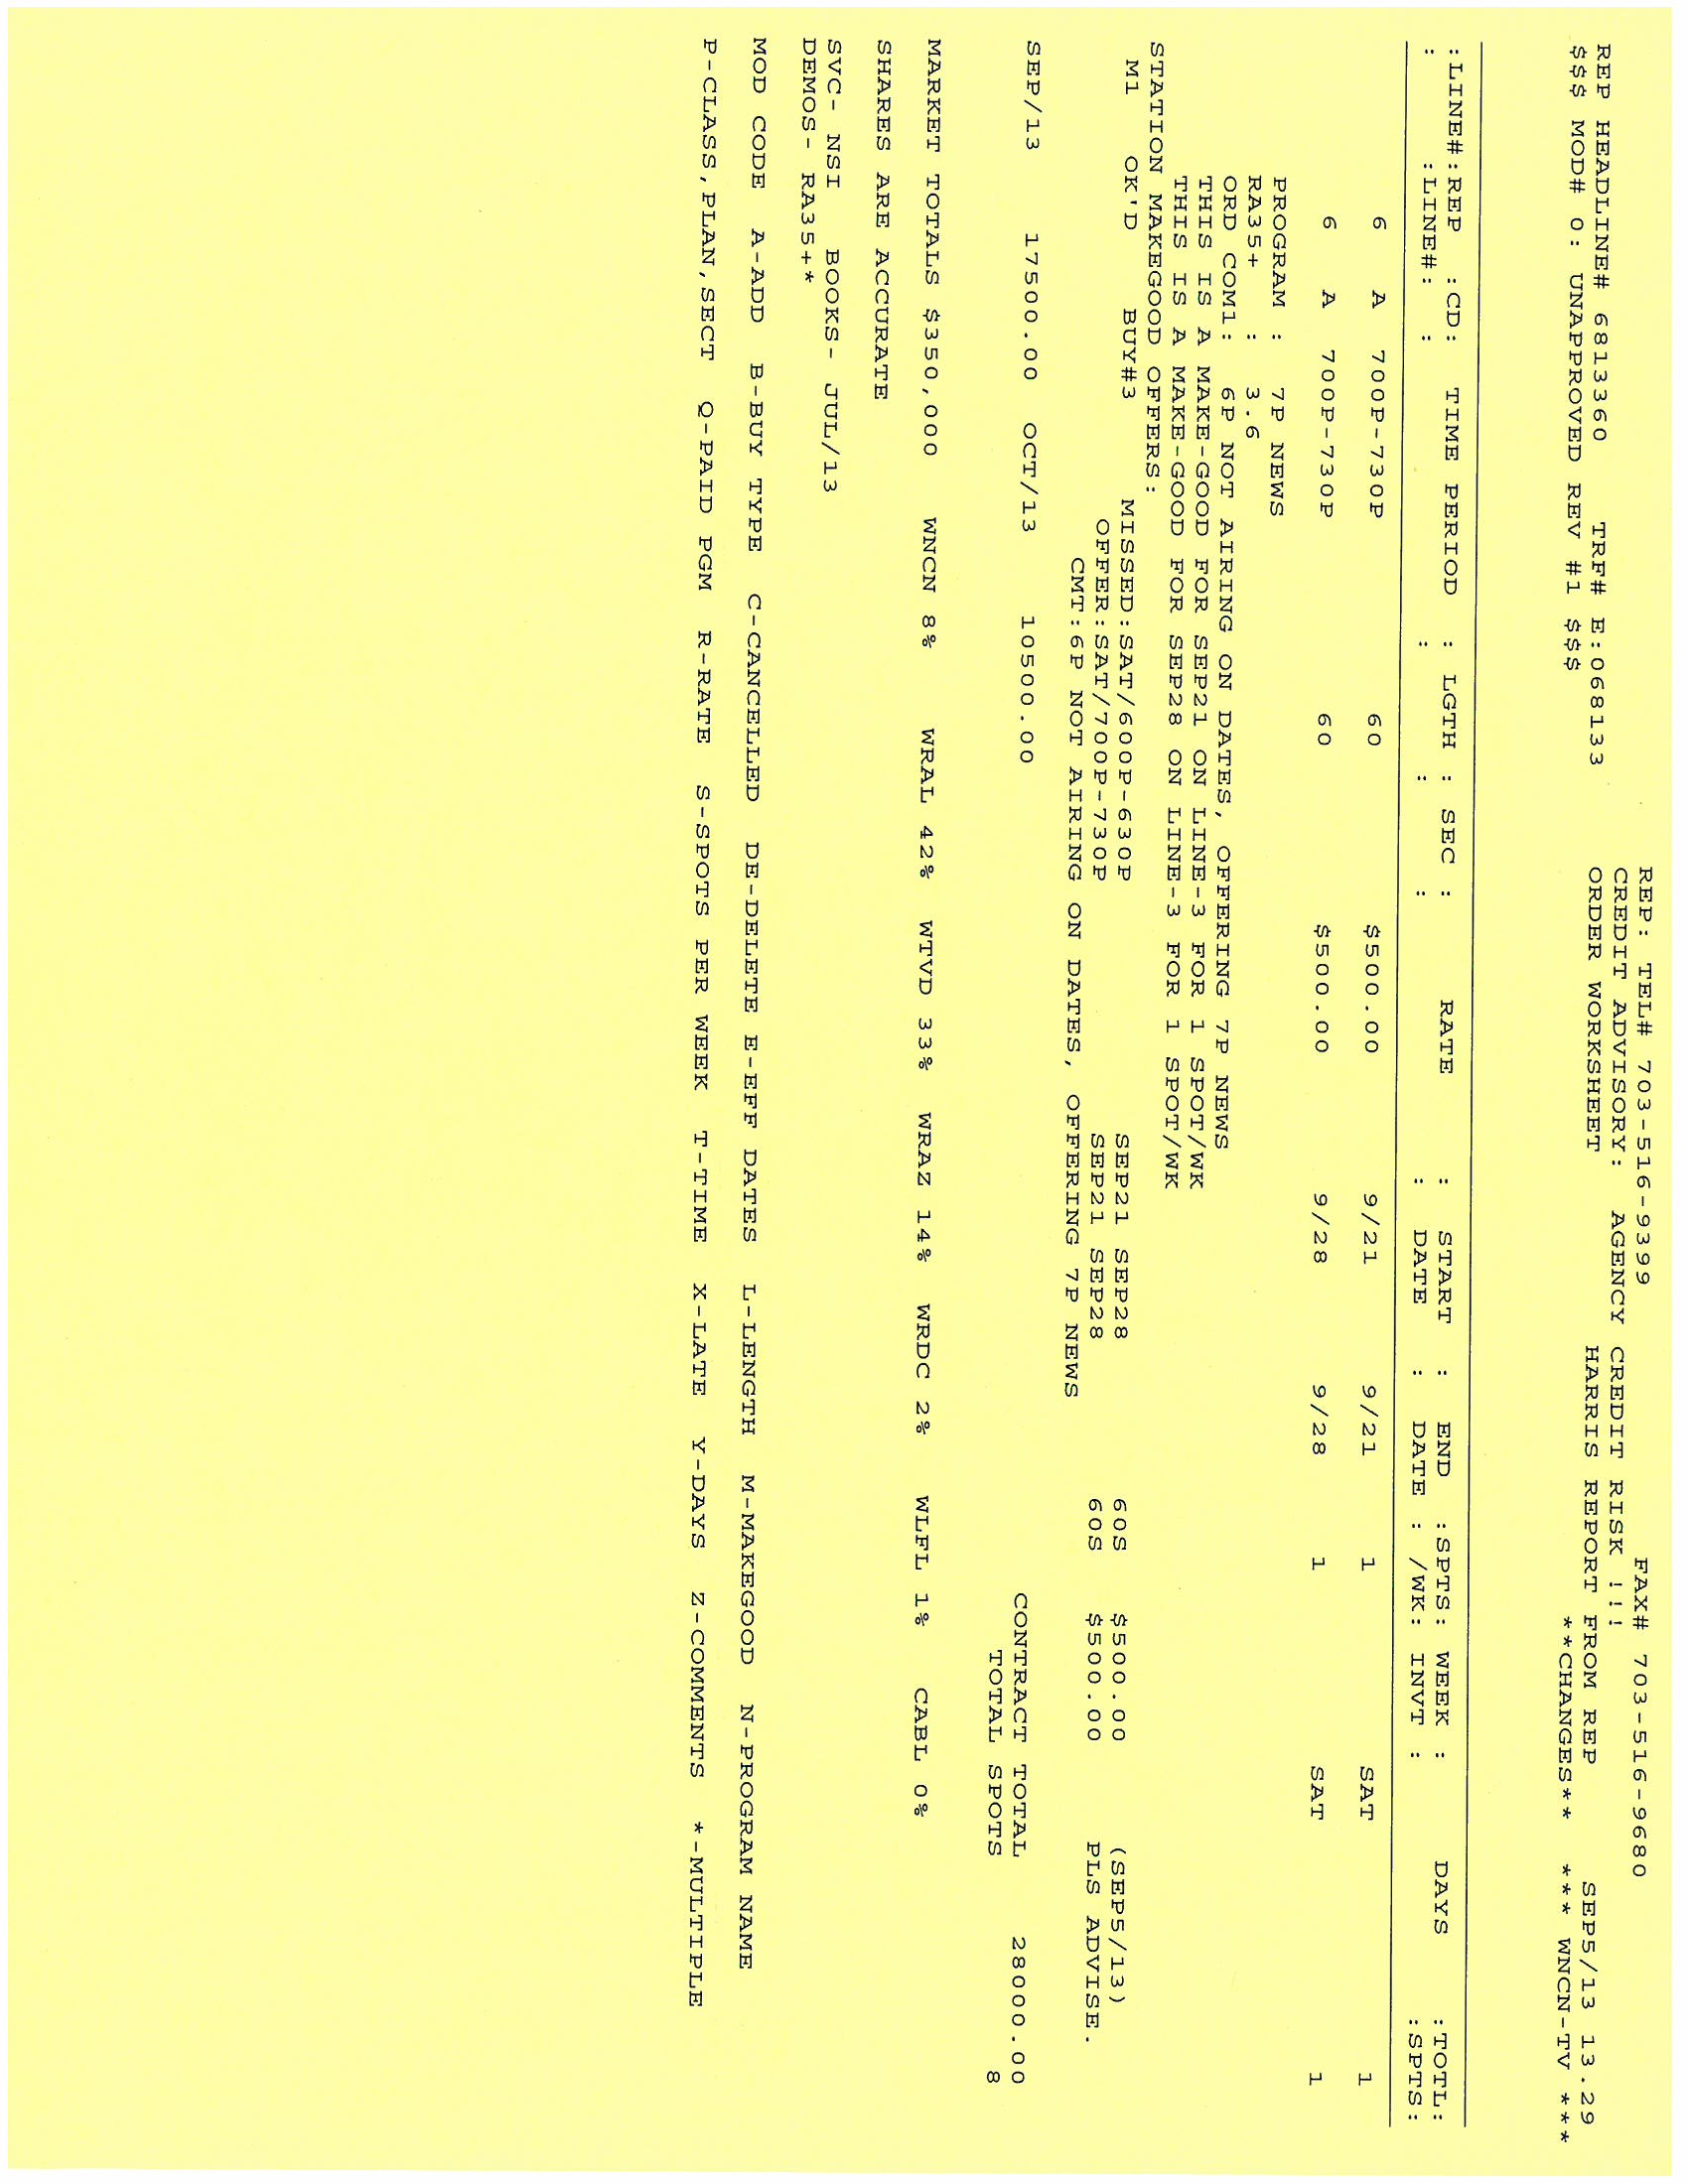 REP: TEL# 703-516-9399 FAX# 703-516-9680
CREDIT ADVISORY: AGENCY CREDIT RISK !!!
ORDER WORKSHEET HARRIS REPORT FROM REP SEP5/13 13.29
REP HEADLINE# 6813360 TRF# E:068133 **CHANGES** *** WNCN-TV ***
$$$ MOD# 0: UNAPPROVED REV #1 $$$
:LINE#:REP :CD: TIME PERIOD : LGTH : SEC : RATE : START : END :SPTS: WEEK : DAYS :TOTL:
: :LINE#: : : : : : DATE : DATE : /WK: INVT : :SPTS:
6 A 700P-730P 60 $500.00 9/21 9/21 1 SAT 1
6 A 700P-730P 60 $500.00 9/28 9/28 1 SAT 1
PROGRAM : 7P NEWS
RA35+ : 3.6
ORD COM1: 6P NOT AIRING ON DATES, OFFERING 7P NEWS
THIS IS A MAKE-GOOD FOR SEP21 ON LINE-3 FOR 1 SPOT/WK
THIS IS A MAKE-GOOD FOR SEP28 ON LINE-3 FOR 1 SPOT/WK
STATION MAKEGOOD OFFERS:
M1 OK'D BUY#3 MISSED:SAT/600P-630P SEP21 SEP28 60S $500.00 (SEP5/13)
OFFER:SAT/700P-730P SEP21 SEP28 60S $500.00 PLS ADVISE.
CMT:6P NOT AIRING ON DATES, OFFERING 7P NEWS
SEP/13 17500.00 OCT/13 10500.00 CONTRACT TOTAL 28000.00
TOTAL SPOTS 8
MARKET TOTALS $350,000 WNCN 8% WRAL 42% WTVD 33% WRAZ 14% WRDC 2% WLFL 1% CABL 0%
SHARES ARE ACCURATE
SVC- NSI BOOKS- JUL/13
DEMOS- RA35+*
MOD CODE A-ADD B-BUY TYPE C-CANCELLED DE-DELETE E-EFF DATES L-LENGTH M-MAKEGOOD N-PROGRAM NAME
P-CLASS,PLAN,SECT Q-PAID PGM R-RATE S-SPOTS PER WEEK T-TIME X-LATE Y-DAYS Z-COMMENTS *-MULTIPLE